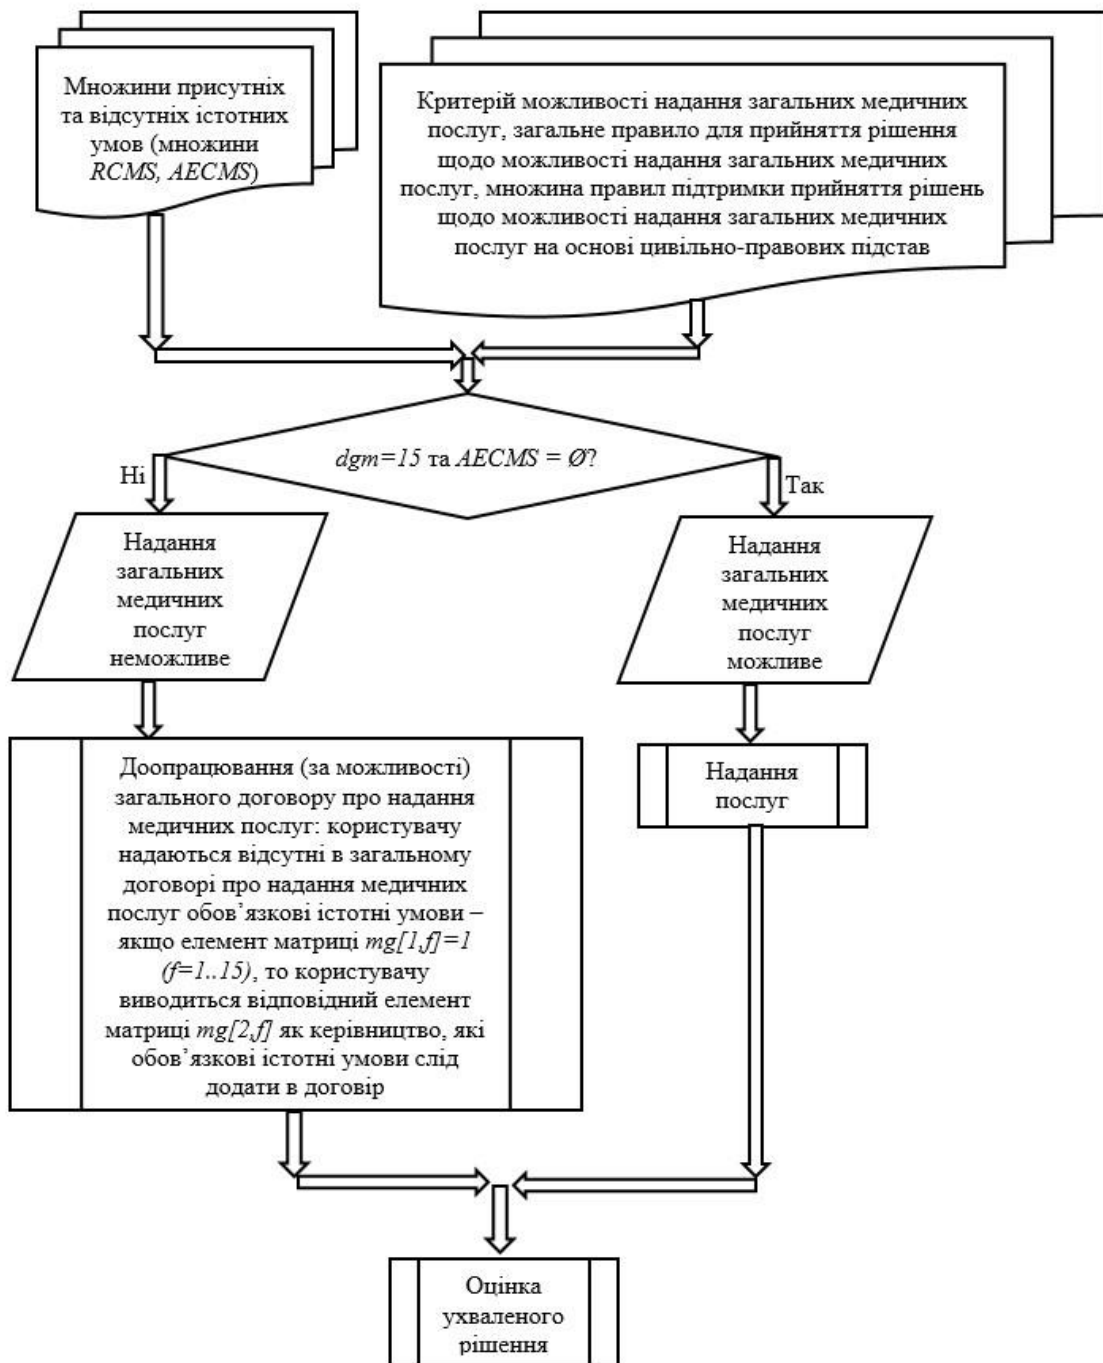 Множини присутніх
та відсутніх істотних
умов (множини
RCMS, AECMS)
Критерій можливості надання загальних медичних
послуг, загальне правило для прийняття рішення
щодо можливості надання загальних медичних
послуг, множина правил підтримки прийняття рішень
щодо можливості надання загальних медичних
послуг на основі цивільно-правових підстав
dgm=15 та AECMS = Ø?
Ні
Так
Надання
загальних
медичних
послуг
неможливе
Надання
загальних
медичних
послуг
можливе
Доопрацювання (за можливості)
загального договору про надання
медичних послуг: користувачу
надаються відсутні в загальному
договорі про надання медичних
послуг обов’язкові істотні умови –
якщо елемент матриці mg[1,f]=1
(f=1..15), то користувачу
виводиться відповідний елемент
матриці mg[2,f] як керівництво, які
обов’язкові істотні умови слід
додати в договір
Надання
послуг
Оцінка
ухваленого
рішення